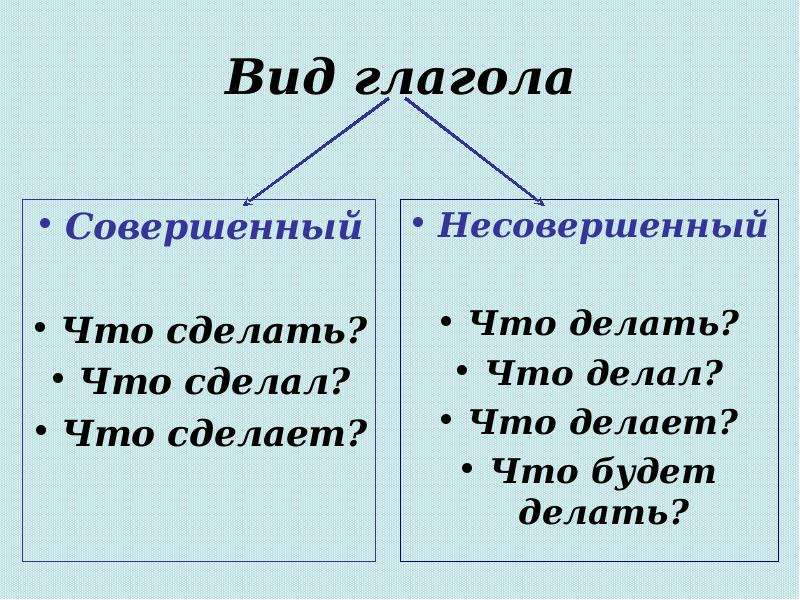 Вид глагола
• Совершенный
• Что сделать?
• Что сделал?
• Что сделает?
• Несовершенный
• Что делать?
• Что делал?
• Что делает?
• Что будет
делать?